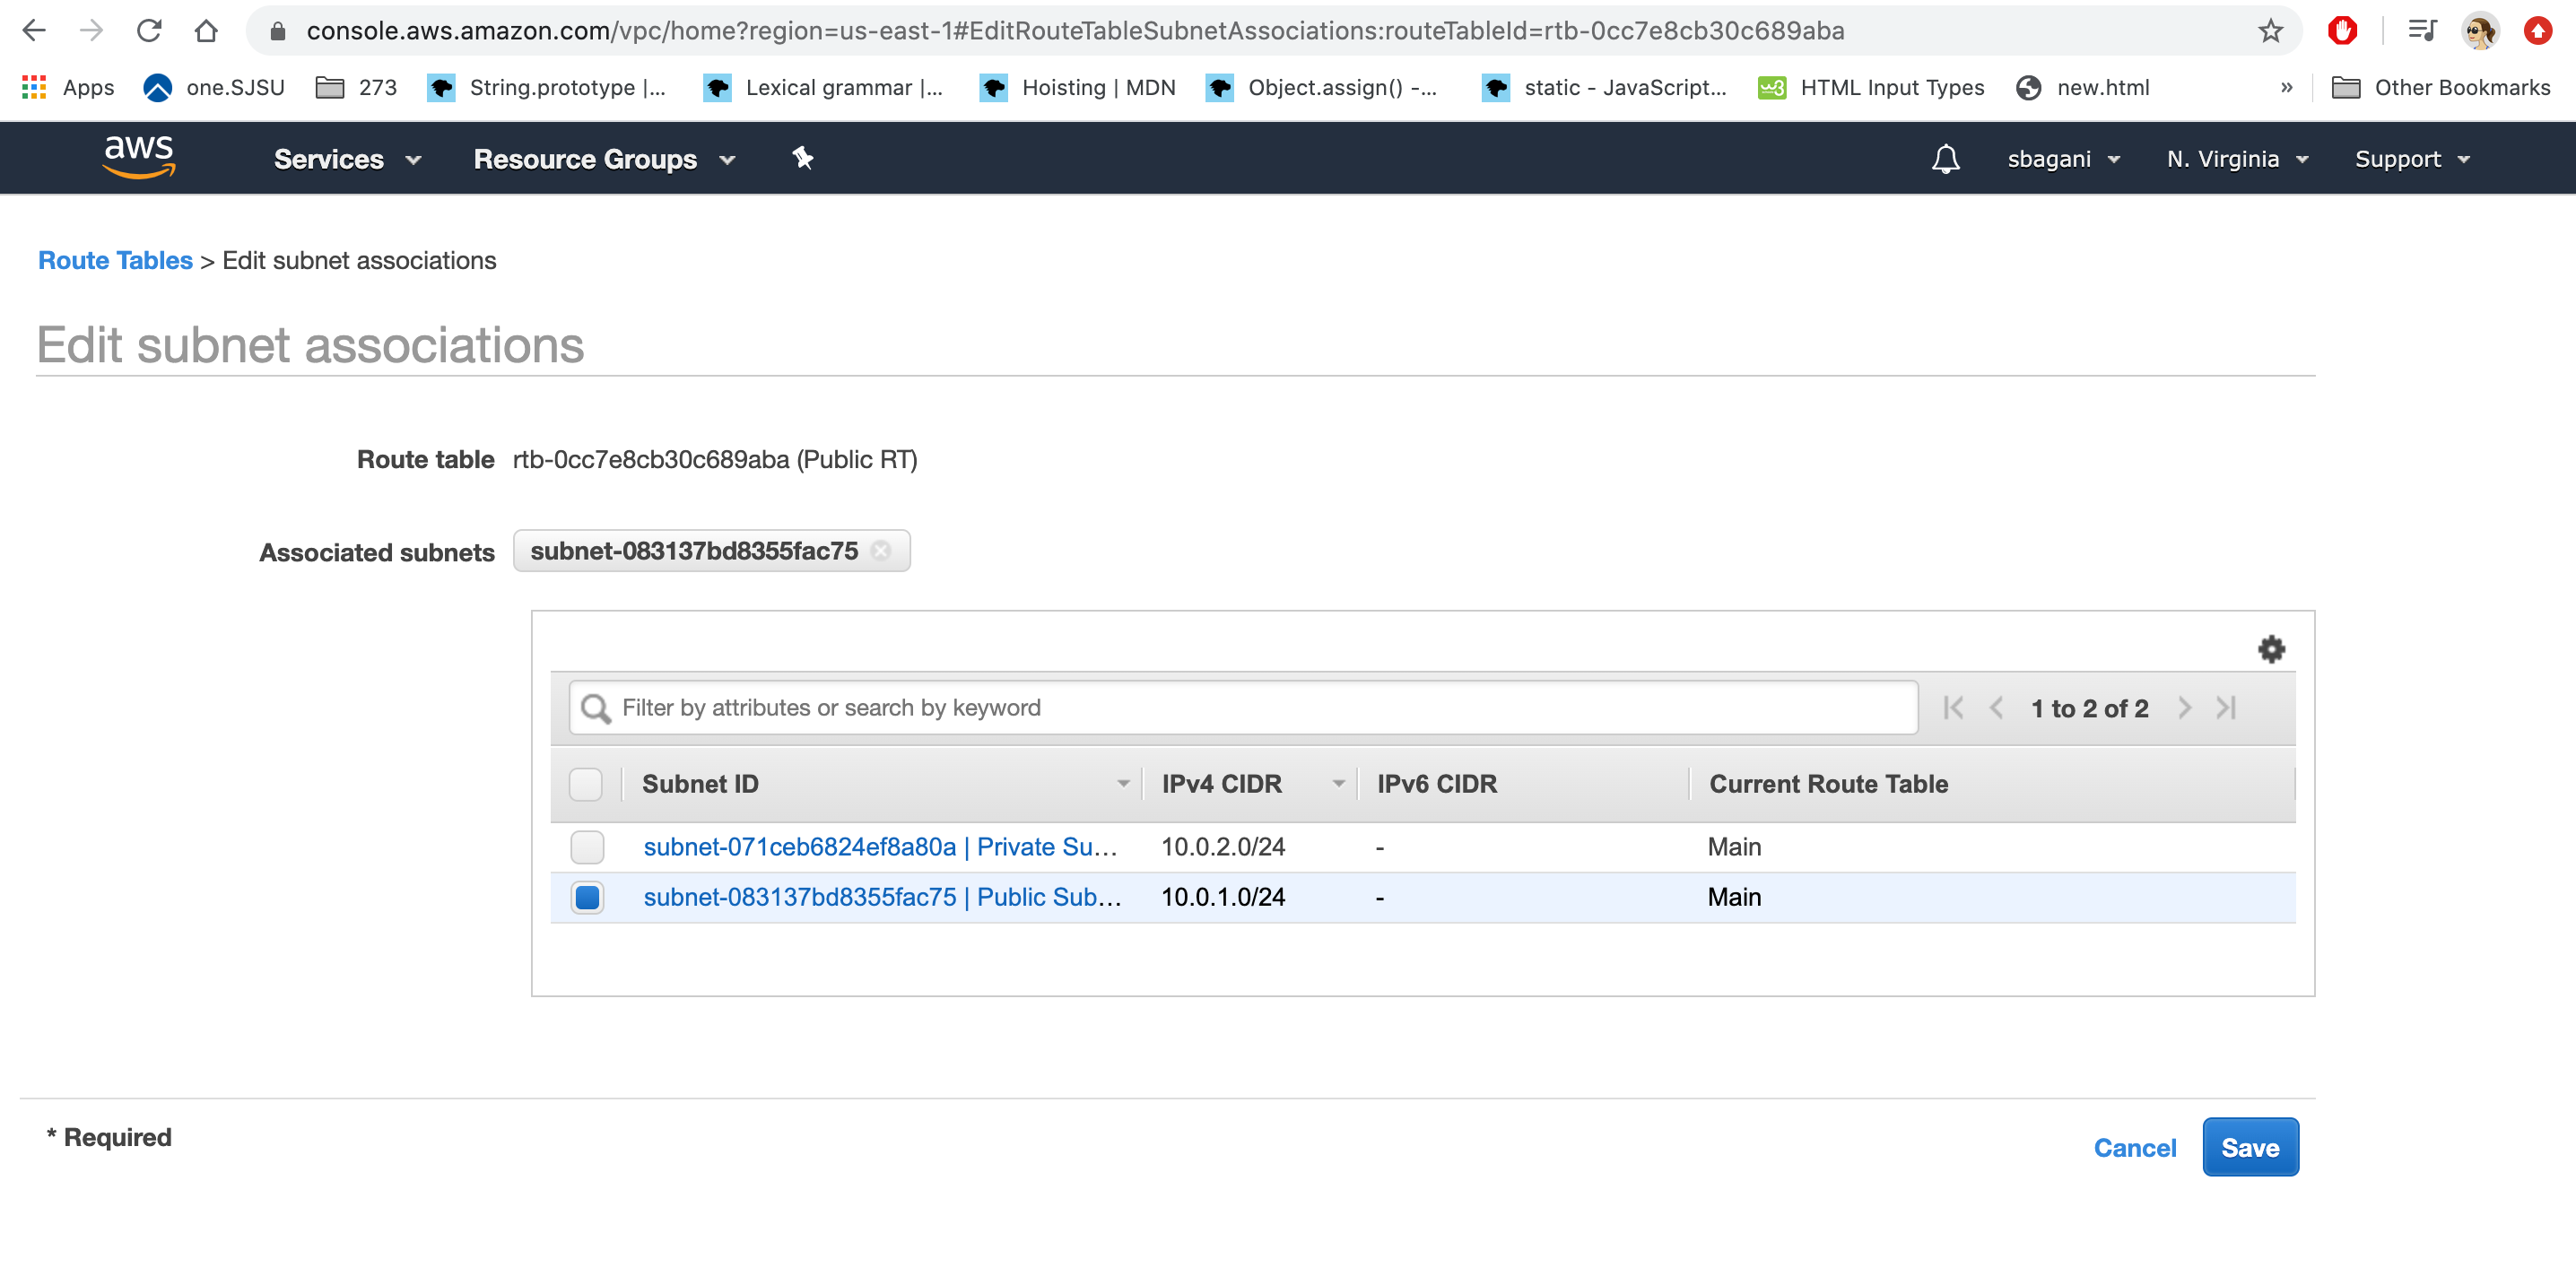 console.aws.amazon.com/vpc/home?region=us-east-1#EditRouteTableSubnetAssociations:routeTableId=rtb-0cc7e8cb30c689aba
Apps one.SJSU 273 String.prototype |... Lexical grammar |... Hoisting | MDN Object.assign() -... static - JavaScript... w3 HTML Input Types new.html » Other Bookmarks
aws Services Resource Groups sbagani N. Virginia Support
Route Tables > Edit subnet associations
Edit subnet associations
Route table rtb-0cc7e8cb30c689aba (Public RT)
Associated subnets subnet-083137bd8355fac75
Filter by attributes or search by keyword 1 to 2 of 2
Subnet ID IPv4 CIDR IPv6 CIDR Current Route Table
subnet-071ceb6824ef8a80a | Private Su... 10.0.2.0/24 - Main
subnet-083137bd8355fac75 | Public Sub... 10.0.1.0/24 - Main
* Required
Cancel Save